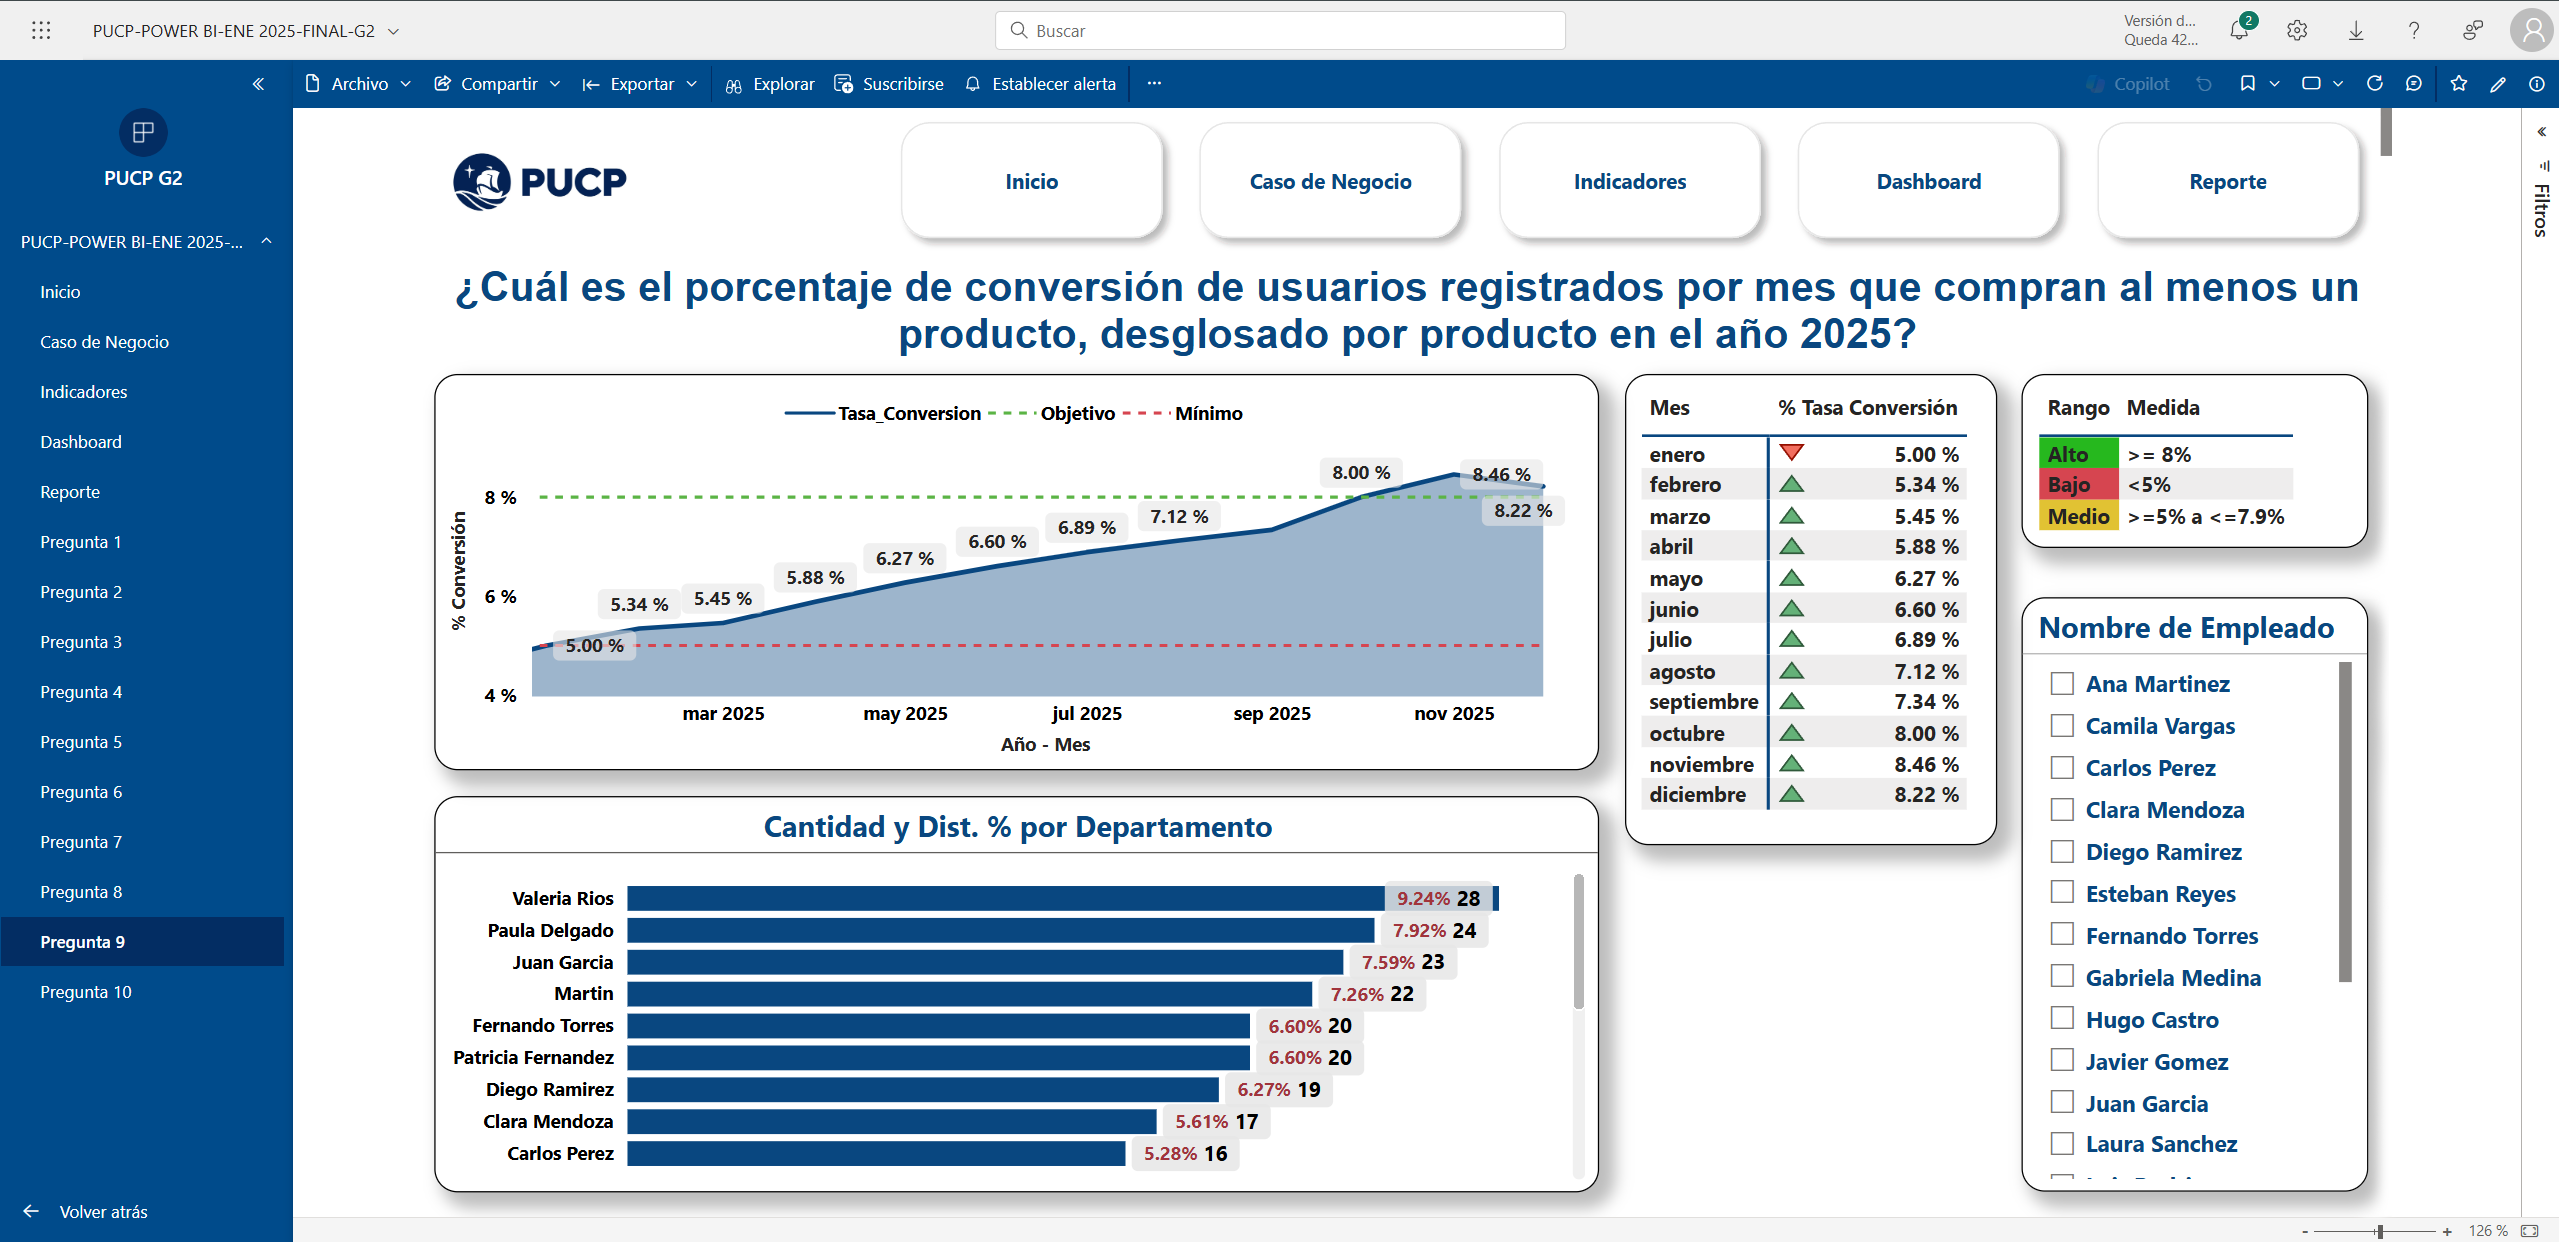 PUCP-POWER BI-ENE 2025-FINAL-G2
Buscar
Versión d...
Queda 42...
2
Archivo
Compartir
Exportar
Explorar
Suscribirse
Establecer alerta
Copilot
PUCP G2
PUCP-POWER BI-ENE 2025-...
Inicio
Caso de Negocio
Indicadores
Dashboard
Reporte
Pregunta 1
Pregunta 2
Pregunta 3
Pregunta 4
Pregunta 5
Pregunta 6
Pregunta 7
Pregunta 8
Pregunta 9
Pregunta 10
Volver atrás
PUCP
Inicio
Caso de Negocio
Indicadores
Dashboard
Reporte
Filtros
¿Cuál es el porcentaje de conversión de usuarios registrados por mes que compran al menos un
producto, desglosado por producto en el año 2025?
Tasa_Conversion Objetivo Mínimo
% Conversión
8 %
6 %
4 %
5.00 %
5.34 %
5.45 %
5.88 %
6.27 %
6.60 %
6.89 %
7.12 %
8.00 %
8.46 %
8.22 %
mar 2025 may 2025 jul 2025 sep 2025 nov 2025
Año - Mes
Mes % Tasa Conversión
enero 5.00 %
febrero 5.34 %
marzo 5.45 %
abril 5.88 %
mayo 6.27 %
junio 6.60 %
julio 6.89 %
agosto 7.12 %
septiembre 7.34 %
octubre 8.00 %
noviembre 8.46 %
diciembre 8.22 %
Rango Medida
Alto >= 8%
Bajo <5%
Medio >=5% a <=7.9%
Cantidad y Dist. % por Departamento
Valeria Rios 9.24% 28
Paula Delgado 7.92% 24
Juan Garcia 7.59% 23
Martin 7.26% 22
Fernando Torres 6.60% 20
Patricia Fernandez 6.60% 20
Diego Ramirez 6.27% 19
Clara Mendoza 5.61% 17
Carlos Perez 5.28% 16
Nombre de Empleado
Ana Martinez
Camila Vargas
Carlos Perez
Clara Mendoza
Diego Ramirez
Esteban Reyes
Fernando Torres
Gabriela Medina
Hugo Castro
Javier Gomez
Juan Garcia
Laura Sanchez
- + 126 %